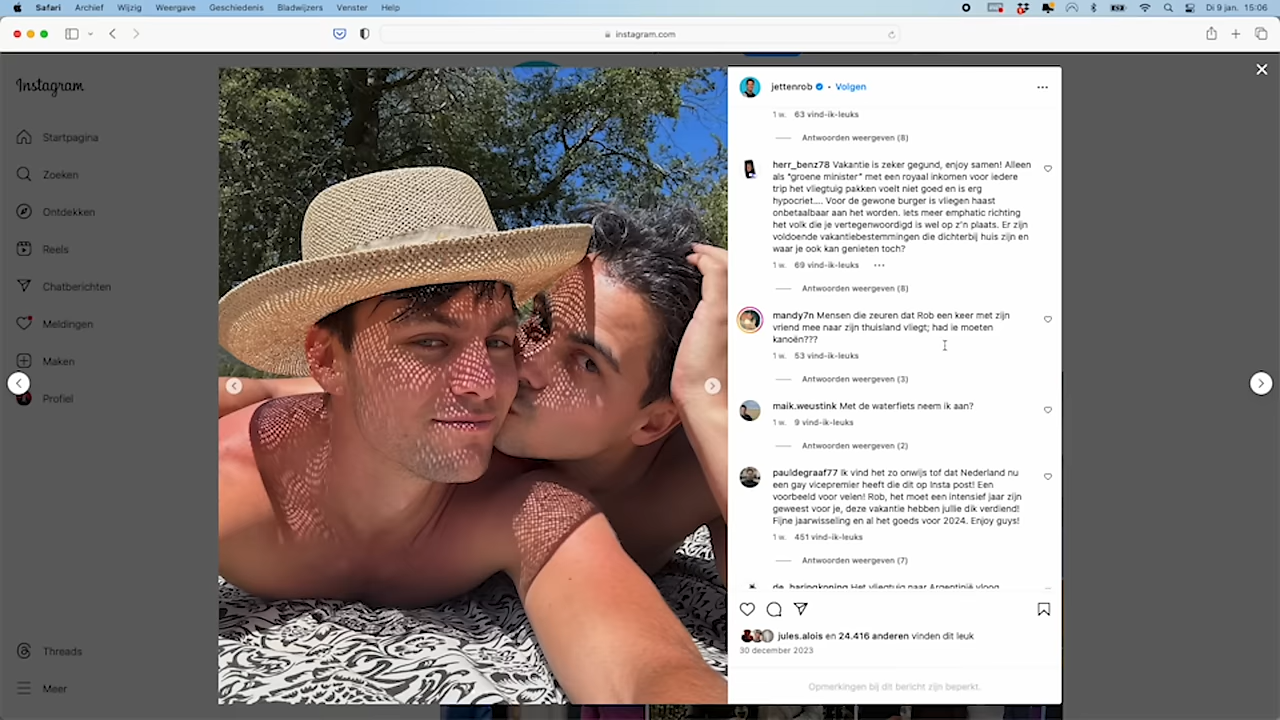 Safari Archief Wijzig Weergave Geschiedenis Bladwijzers Venster Help Di 9 jan. 15:06
instagram.com
Instagram
Startpagina
Zoeken
Ontdekken
Reels
Chatberichten
Meldingen
Maken
Profiel
Threads
Meer
jettenrob • Volgen
1 w. 63 vind-ik-leuks
Antwoorden weergeven (8)
herr_benz78 Vakantie is zeker gegund, enjoy samen! Alleen
als "groene minister" met een royaal inkomen voor iedere
trip het vliegtuig pakken voelt niet goed en is erg
hypocriet.... Voor de gewone burger is vliegen haast
onbetaalbaar aan het worden. Iets meer emphatic richting
het volk die je vertegenwoordigd is wel op z'n plaats. Er zijn
voldoende vakantiebestemmingen die dichterbij huis zijn en
waar je ook kan genieten toch?
1 w. 69 vind-ik-leuks
Antwoorden weergeven (8)
mandy7n Mensen die zeuren dat Rob een keer met zijn
vriend mee naar zijn thuisland vliegt; had ie moeten
kanoën???
1 w. 53 vind-ik-leuks
Antwoorden weergeven (3)
maik.weustink Met de waterfiets neem ik aan?
1 w. 9 vind-ik-leuks
Antwoorden weergeven (2)
pauldegraaf77 Ik vind het zo onwijs tof dat Nederland nu
een gay vicepremier heeft die dit op Insta post! Een
voorbeeld voor velen! Rob, het moet een intensief jaar zijn
geweest voor je, deze vakantie hebben jullie dik verdiend!
Fijne jaarwisseling en al het goeds voor 2024. Enjoy guys!
1 w. 451 vind-ik-leuks
Antwoorden weergeven (7)
de_haringkoning Het vliegtuig naar Argentinië vloog
jules.alois en 24.416 anderen vinden dit leuk
30 december 2023
Opmerkingen bij dit bericht zijn beperkt.